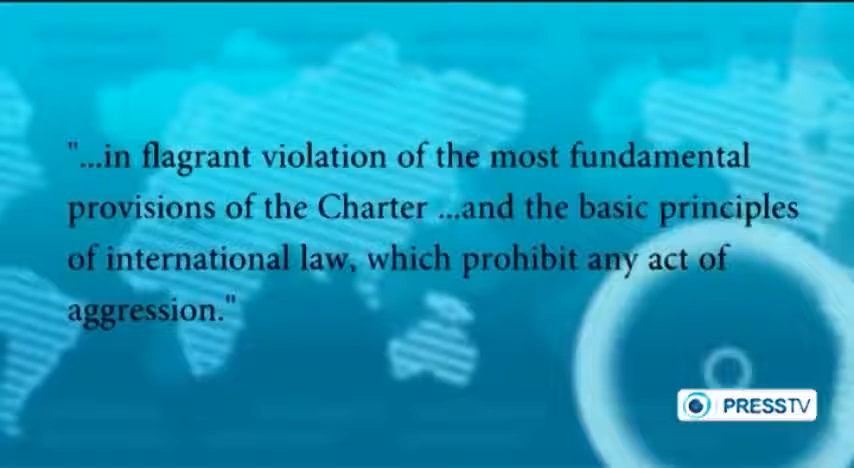 "...in flagrant violation of the most fundamental
provisions of the Charter ...and the basic principles
of international law, which prohibit any act of
aggression."
PRESSTV